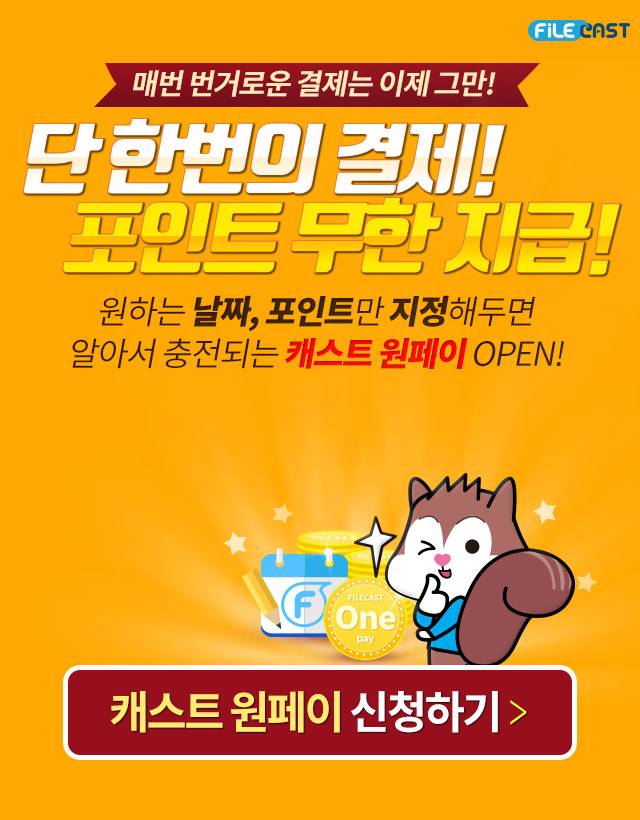 FILECAST
매번 번거로운 결제는 이제 그만!
단 한번의 결제!
포인트 무한 지급!
원하는 날짜, 포인트만 지정해두면
알아서 충전되는 캐스트 원페이 OPEN!
F
FILECAST
One
pay
캐스트 원페이 신청하기 >